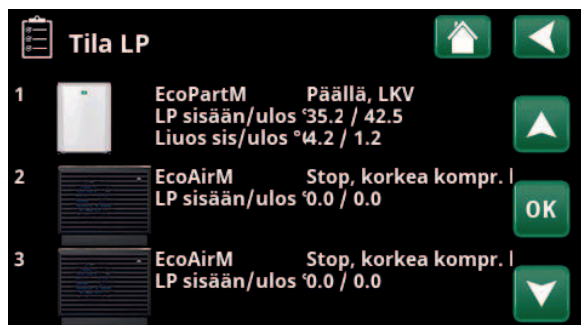 Tila LP
1 EcoPartM Päällä, LKV
LP sisään/ulos °35.2 / 42.5
Liuos sis/ulos °(4.2 / 1.2
2 EcoAirM Stop, korkea kompr. l
LP sisään/ulos °0.0 / 0.0
OK
3 EcoAirM Stop, korkea kompr. l
LP sisään/ulos °0.0 / 0.0